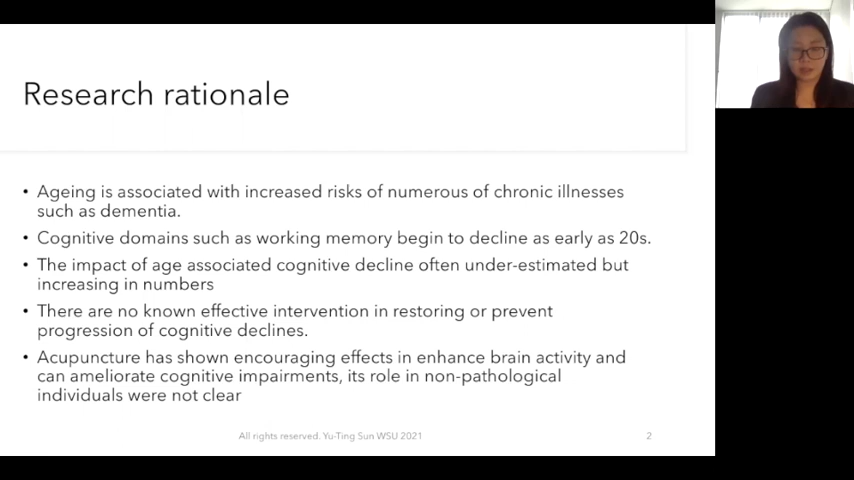 Research rationale
• Ageing is associated with increased risks of numerous of chronic illnesses
such as dementia.
• Cognitive domains such as working memory begin to decline as early as 20s.
• The impact of age associated cognitive decline often under-estimated but
increasing in numbers
• There are no known effective intervention in restoring or prevent
progression of cognitive declines.
• Acupuncture has shown encouraging effects in enhance brain activity and
can ameliorate cognitive impairments, its role in non-pathological
individuals were not clear
All rights reserved. Yu-Ting Sun WSU 2021
2